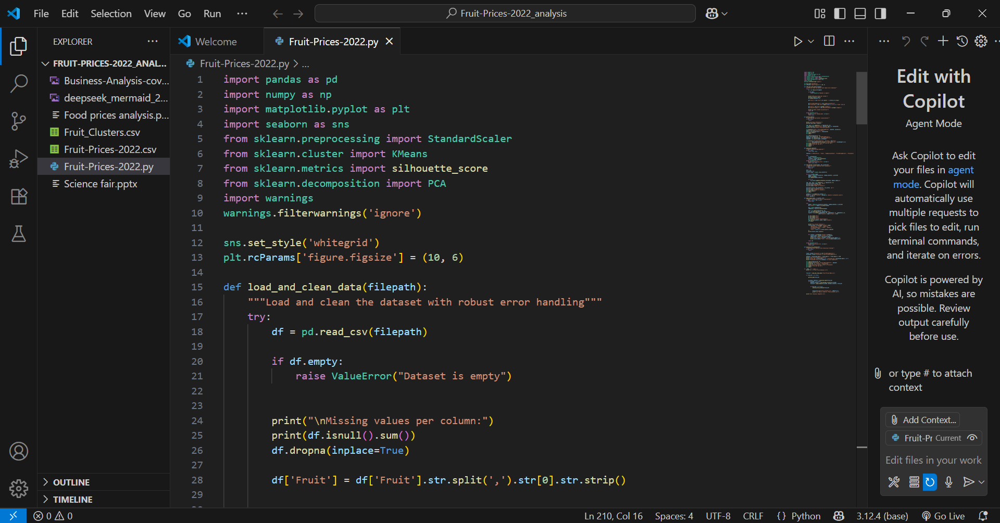 File Edit Selection View Go Run ...
Fruit-Prices-2022_analysis
EXPLORER
FRUIT-PRICES-2022_ANAL...
Business-Analysis-cov...
deepseek_mermaid_2...
Food prices analysis.p...
Fruit_Clusters.csv
Fruit-Prices-2022.csv
Fruit-Prices-2022.py
Science fair.pptx
OUTLINE
TIMELINE
Welcome
Fruit-Prices-2022.py
Fruit-Prices-2022.py > ...
1 import pandas as pd
2 import numpy as np
3 import matplotlib.pyplot as plt
4 import seaborn as sns
5 from sklearn.preprocessing import StandardScaler
6 from sklearn.cluster import KMeans
7 from sklearn.metrics import silhouette_score
8 from sklearn.decomposition import PCA
9 import warnings
10 warnings.filterwarnings('ignore')
11
12 sns.set_style('whitegrid')
13 plt.rcParams['figure.figsize'] = (10, 6)
14
15 def load_and_clean_data(filepath):
16 """Load and clean the dataset with robust error handling"""
17 try:
18 df = pd.read_csv(filepath)
19
20 if df.empty:
21 raise ValueError("Dataset is empty")
22
23
24 print("\nMissing values per column:")
25 print(df.isnull().sum())
26 df.dropna(inplace=True)
27
28 df['Fruit'] = df['Fruit'].str.split(',').str[0].str.strip()
29
Edit with
Copilot
Agent Mode
Ask Copilot to edit
your files in agent
mode. Copilot will
automatically use
multiple requests to
pick files to edit, run
terminal commands,
and iterate on errors.
Copilot is powered by
AI, so mistakes are
possible. Review
output carefully
before use.
or type # to attach
context
Add Context...
Fruit-Pr Current
Edit files in your work
0 0
Ln 210, Col 16 Spaces: 4 UTF-8 CRLF {} Python 3.12.4 (base) Go Live